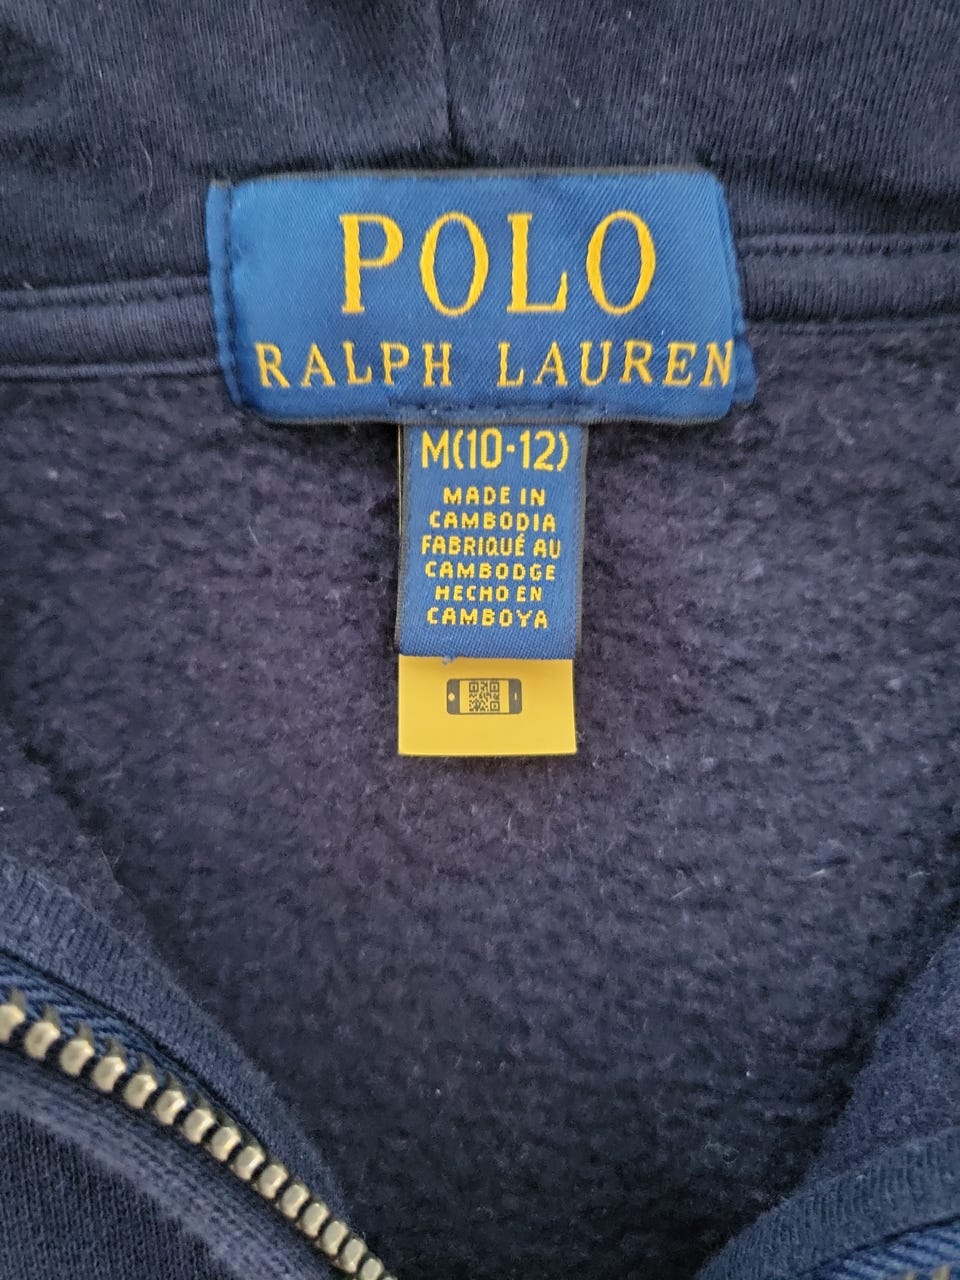 POLO
RALPH LAUREN
M(10-12)
MADE IN
CAMBODIA
FABRIQUÉ AU
CAMBODGE
HECHO EN
CAMBOYA